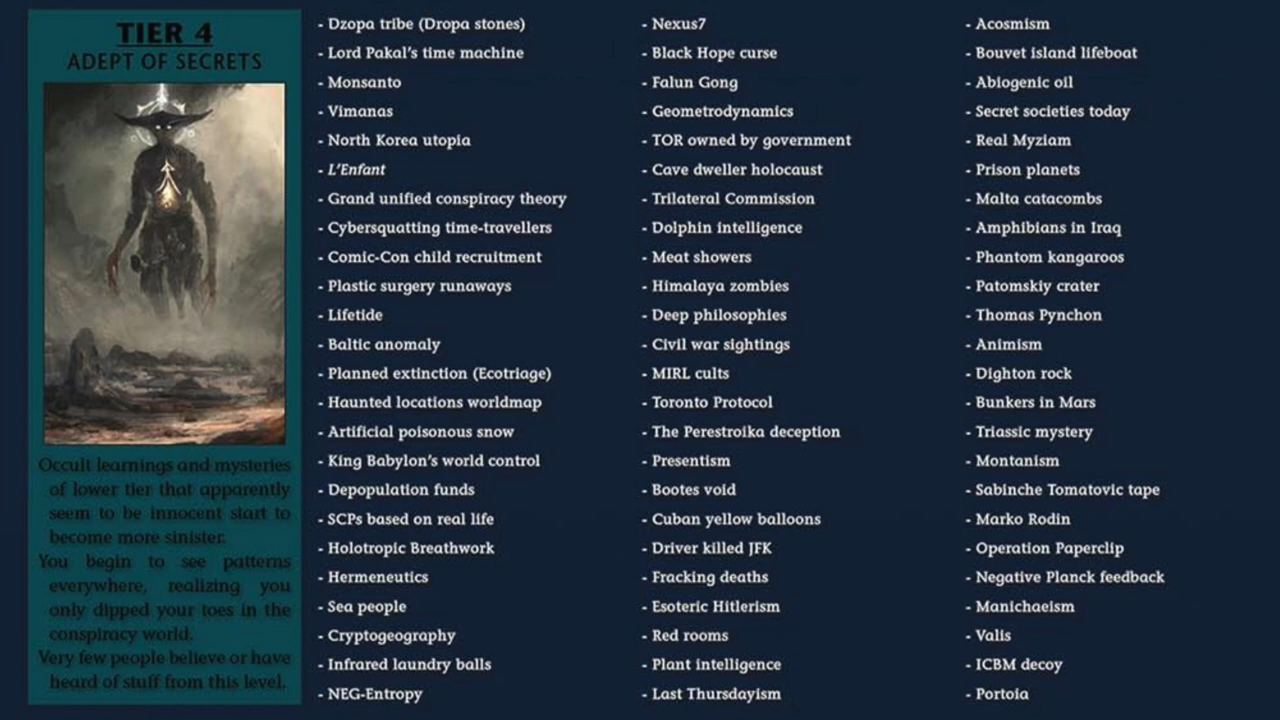 TIER 4
ADEPT OF SECRETS
Occult learnings and mysteries
of lower tier that apparently
seem to be innocent start to
become more sinister.
You begin to see patterns
everywhere, realizing you
only dipped your toes in the
conspiracy world.
Very few people believe or have
heard of stuff from this level.
- Dzopa tribe (Dropa stones)
- Lord Pakal's time machine
- Monsanto
- Vimanas
- North Korea utopia
- L'Enfant
- Grand unified conspiracy theory
- Cybersquatting time-travellers
- Comic-Con child recruitment
- Plastic surgery runaways
- Lifetide
- Baltic anomaly
- Planned extinction (Ecotriage)
- Haunted locations worldmap
- Artificial poisonous snow
- King Babylon's world control
- Depopulation funds
- SCPs based on real life
- Holotropic Breathwork
- Hermeneutics
- Sea people
- Cryptogeography
- Infrared laundry balls
- NEG-Entropy
- Nexus7
- Black Hope curse
- Falun Gong
- Geometrodynamics
- TOR owned by government
- Cave dweller holocaust
- Trilateral Commission
- Dolphin intelligence
- Meat showers
- Himalaya zombies
- Deep philosophies
- Civil war sightings
- MIRL cults
- Toronto Protocol
- The Perestroika deception
- Presentism
- Bootes void
- Cuban yellow balloons
- Driver killed JFK
- Fracking deaths
- Esoteric Hitlerism
- Red rooms
- Plant intelligence
- Last Thursdayism
- Acosmism
- Bouvet island lifeboat
- Abiogenic oil
- Secret societies today
- Real Myziam
- Prison planets
- Malta catacombs
- Amphibians in Iraq
- Phantom kangaroos
- Patomskiy crater
- Thomas Pynchon
- Animism
- Dighton rock
- Bunkers in Mars
- Triassic mystery
- Montanism
- Sabinche Tomatovic tape
- Marko Rodin
- Operation Paperclip
- Negative Planck feedback
- Manichaeism
- Valis
- ICBM decoy
- Portoia